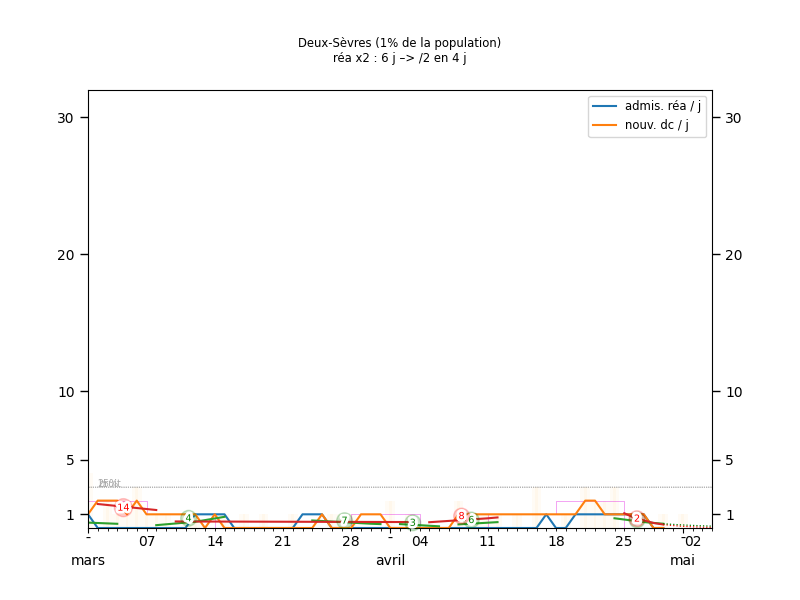 Deux-Sèvres (1% de la population)
réa x2 : 6 j –> /2 en 4 j
admis. réa / j
nouv. dc / j
30 30
20 20
10 10
5 5
1 1
14 4 7 3 8 6 2
- 07 14 21 28 - 04 11 18 25 -02
mars avril mai